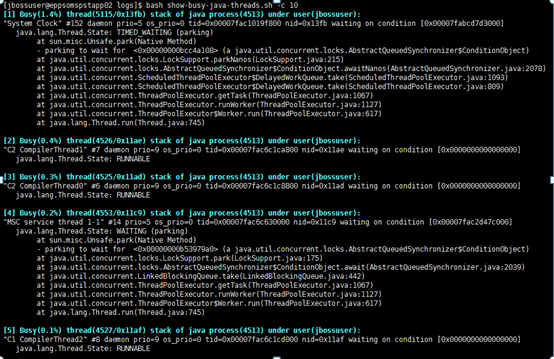 [jbossuser@eppsomspstapp02 logs]$ bash show-busy-java-threads.sh -c 10
[1] Busy(1.4%) thread(5115/0x13fb) stack of java process(4513) under user(jbossuser):
"System Clock" #152 daemon prio=5 os_prio=0 tid=0x00007fac1019f800 nid=0x13fb waiting on condition [0x00007fabcd7d3000]
java.lang.Thread.State: TIMED_WAITING (parking)
at sun.misc.Unsafe.park(Native Method)
- parking to wait for <0x00000000bcc4a108> (a java.util.concurrent.locks.AbstractQueuedSynchronizer$ConditionObject)
at java.util.concurrent.locks.LockSupport.parkNanos(LockSupport.java:215)
at java.util.concurrent.locks.AbstractQueuedSynchronizer$ConditionObject.awaitNanos(AbstractQueuedSynchronizer.java:2078)
at java.util.concurrent.ScheduledThreadPoolExecutor$DelayedWorkQueue.take(ScheduledThreadPoolExecutor.java:1093)
at java.util.concurrent.ScheduledThreadPoolExecutor$DelayedWorkQueue.take(ScheduledThreadPoolExecutor.java:809)
at java.util.concurrent.ThreadPoolExecutor.getTask(ThreadPoolExecutor.java:1067)
at java.util.concurrent.ThreadPoolExecutor.runWorker(ThreadPoolExecutor.java:1127)
at java.util.concurrent.ThreadPoolExecutor$Worker.run(ThreadPoolExecutor.java:617)
at java.lang.Thread.run(Thread.java:745)
[2] Busy(0.4%) thread(4526/0x11ae) stack of java process(4513) under user(jbossuser):
"C2 CompilerThread1" #7 daemon prio=9 os_prio=0 tid=0x00007fac6c1ca800 nid=0x11ae waiting on condition [0x0000000000000000]
java.lang.Thread.State: RUNNABLE
[3] Busy(0.3%) thread(4525/0x11ad) stack of java process(4513) under user(jbossuser):
"C2 CompilerThread0" #6 daemon prio=9 os_prio=0 tid=0x00007fac6c1c8800 nid=0x11ad waiting on condition [0x0000000000000000]
java.lang.Thread.State: RUNNABLE
[4] Busy(0.2%) thread(4553/0x11c9) stack of java process(4513) under user(jbossuser):
"MSC service thread 1-1" #14 prio=5 os_prio=0 tid=0x00007fac6c630000 nid=0x11c9 waiting on condition [0x00007fac2d47c000]
java.lang.Thread.State: WAITING (parking)
at sun.misc.Unsafe.park(Native Method)
- parking to wait for <0x00000000b53979a0> (a java.util.concurrent.locks.AbstractQueuedSynchronizer$ConditionObject)
at java.util.concurrent.locks.LockSupport.park(LockSupport.java:175)
at java.util.concurrent.locks.AbstractQueuedSynchronizer$ConditionObject.await(AbstractQueuedSynchronizer.java:2039)
at java.util.concurrent.LinkedBlockingQueue.take(LinkedBlockingQueue.java:442)
at java.util.concurrent.ThreadPoolExecutor.getTask(ThreadPoolExecutor.java:1067)
at java.util.concurrent.ThreadPoolExecutor.runWorker(ThreadPoolExecutor.java:1127)
at java.util.concurrent.ThreadPoolExecutor$Worker.run(ThreadPoolExecutor.java:617)
at java.lang.Thread.run(Thread.java:745)
[5] Busy(0.1%) thread(4527/0x11af) stack of java process(4513) under user(jbossuser):
"C1 CompilerThread2" #8 daemon prio=9 os_prio=0 tid=0x00007fac6c1cd000 nid=0x11af waiting on condition [0x0000000000000000]
java.lang.Thread.State: RUNNABLE